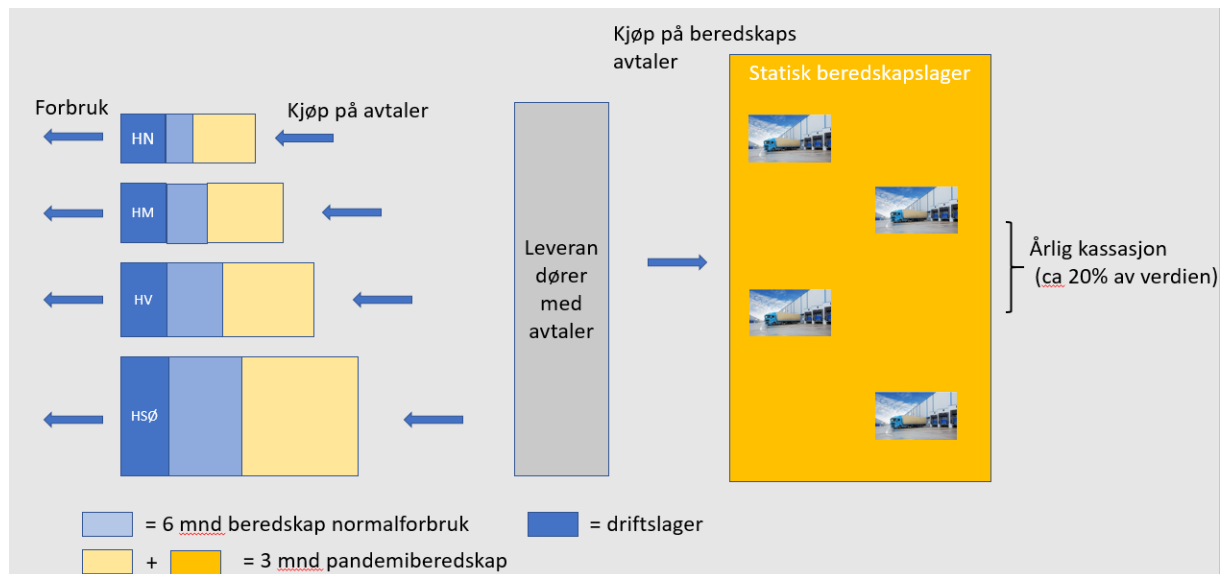 Kjøp på beredskaps
avtaler
Statisk beredskapslager
Forbruk
Kjøp på avtaler
HN
HM
HV
HSØ
Leveran
dører
med
avtaler
Årlig kassasjon
(ca 20% av verdien)
= 6 mnd beredskap normalforbruk
= driftslager
+
= 3 mnd pandemiberedskap